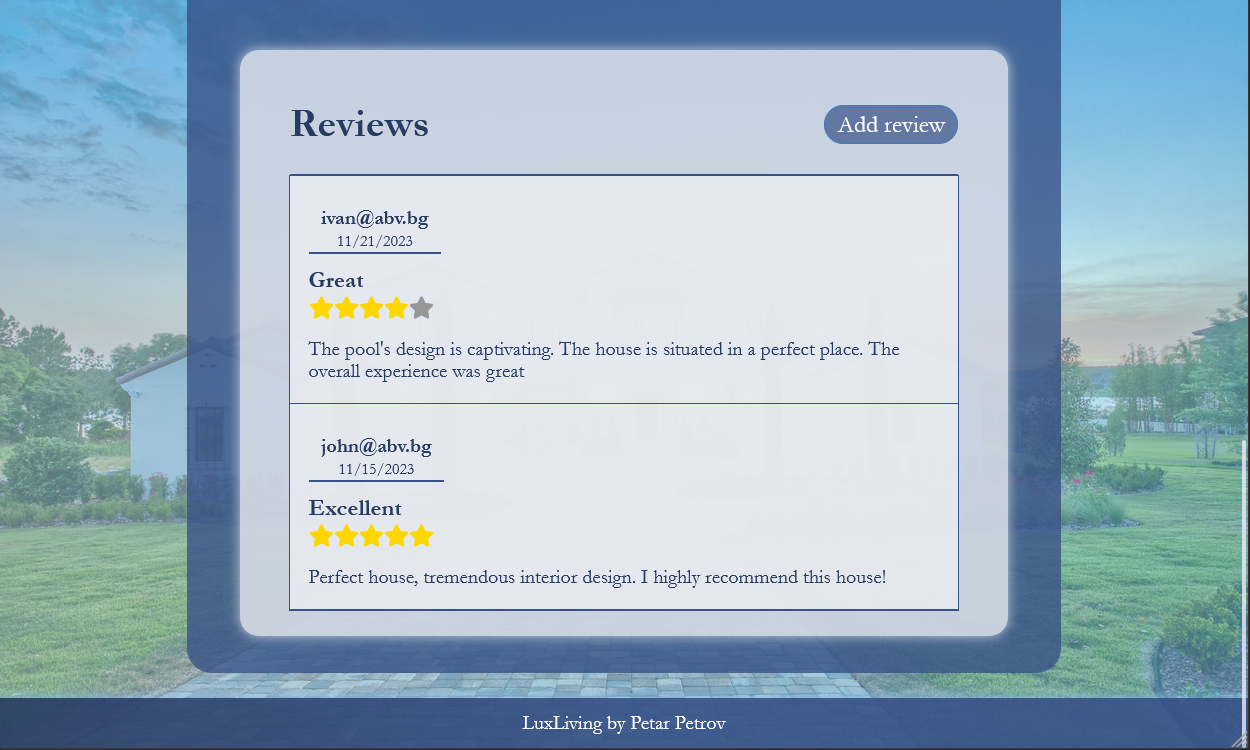 Reviews
Add review
ivan@abv.bg
11/21/2023
Great
The pool's design is captivating. The house is situated in a perfect place. The
overall experience was great
john@abv.bg
11/15/2023
Excellent
Perfect house, tremendous interior design. I highly recommend this house!
LuxLiving by Petar Petrov